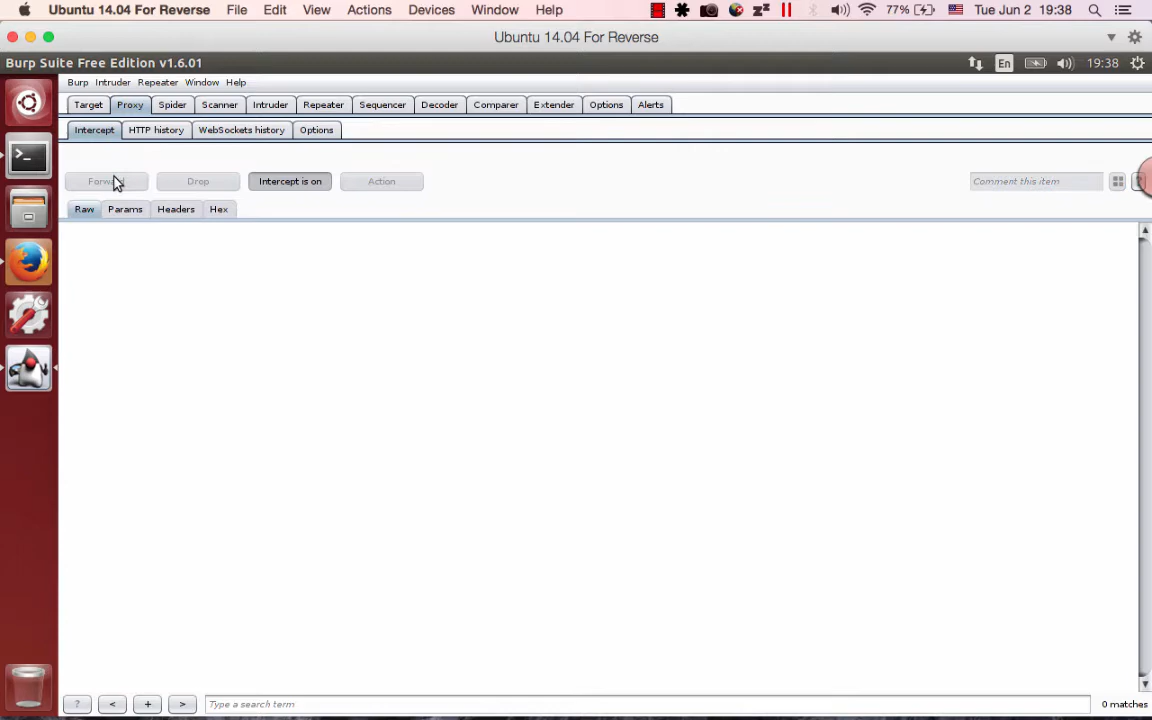 Ubuntu 14.04 For Reverse File Edit View Actions Devices Window Help 77% Tue Jun 2 19:38
Ubuntu 14.04 For Reverse
Burp Suite Free Edition v1.6.01 En 19:38
Burp Intruder Repeater Window Help
Target Proxy Spider Scanner Intruder Repeater Sequencer Decoder Comparer Extender Options Alerts
Intercept HTTP history WebSockets history Options
Drop Intercept is on Action Comment this item
Raw Params Headers Hex
? < + > Type a search term 0 matches